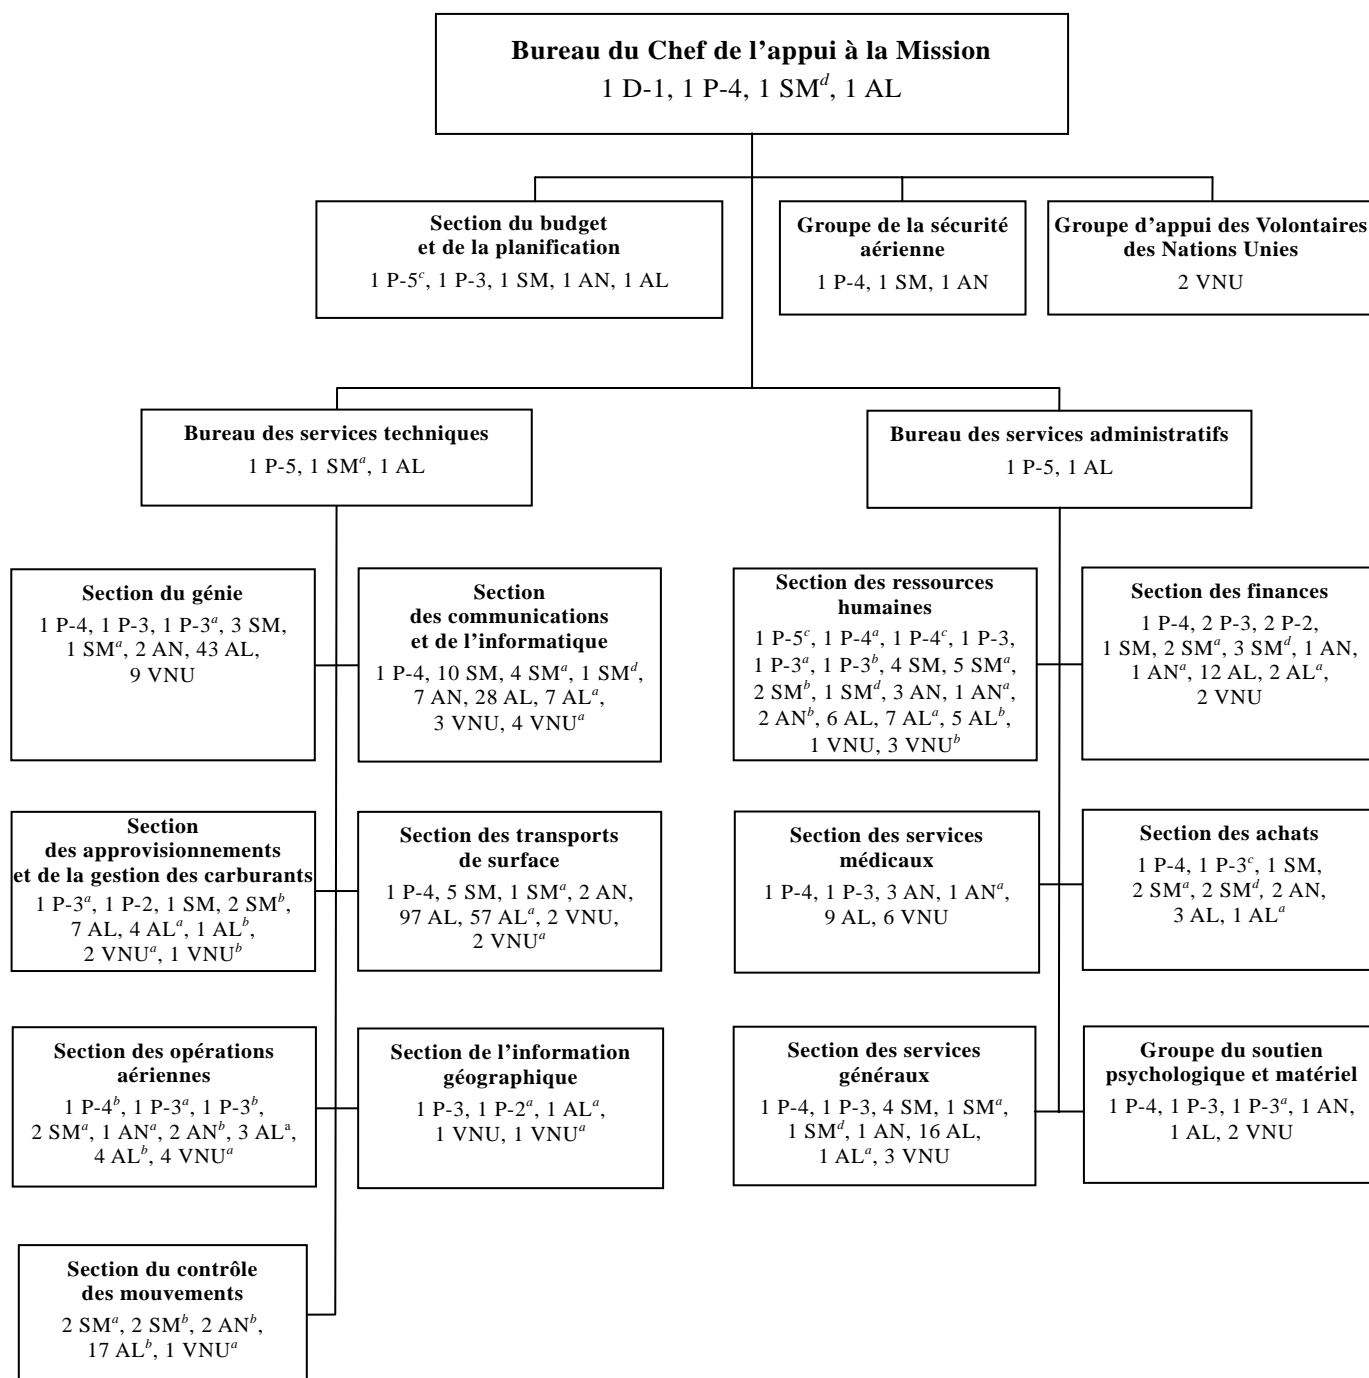 Bureau du Chef de l’appui à la Mission
1 D-1, 1 P-4, 1 SMᵈ, 1 AL
Section du budget
et de la planification
1 P-5ᶜ, 1 P-3, 1 SM, 1 AN, 1 AL
Groupe de la sécurité
aérienne
1 P-4, 1 SM, 1 AN
Groupe d’appui des Volontaires
des Nations Unies
2 VNU
Bureau des services techniques
1 P-5, 1 SMᵃ, 1 AL
Bureau des services administratifs
1 P-5, 1 AL
Section du génie
1 P-4, 1 P-3, 1 P-3ᵃ, 3 SM,
1 SMᵃ, 2 AN, 43 AL,
9 VNU
Section
des communications
et de l’informatique
1 P-4, 10 SM, 4 SMᵃ, 1 SMᵈ,
7 AN, 28 AL, 7 ALᵃ,
3 VNU, 4 VNUᵃ
Section des ressources
humaines
1 P-5ᶜ, 1 P-4ᵃ, 1 P-4ᶜ, 1 P-3,
1 P-3ᵃ, 1 P-3ᵇ, 4 SM, 5 SMᵃ,
2 SMᵇ, 1 SMᵈ, 3 AN, 1 ANᵃ,
2 ANᵇ, 6 AL, 7 ALᵃ, 5 ALᵇ,
1 VNU, 3 VNUᵇ
Section des finances
1 P-4, 2 P-3, 2 P-2,
1 SM, 2 SMᵃ, 3 SMᵈ, 1 AN,
1 ANᵃ, 12 AL, 2 ALᵃ,
2 VNU
Section
des approvisionnements
et de la gestion des carburants
1 P-3ᵃ, 1 P-2, 1 SM, 2 SMᵇ,
7 AL, 4 ALᵃ, 1 ALᵇ,
2 VNUᵃ, 1 VNUᵇ
Section des transports
de surface
1 P-4, 5 SM, 1 SMᵃ, 2 AN,
97 AL, 57 ALᵃ, 2 VNU,
2 VNUᵃ
Section des services
médicaux
1 P-4, 1 P-3, 3 AN, 1 ANᵃ,
9 AL, 6 VNU
Section des achats
1 P-4, 1 P-3ᶜ, 1 SM,
2 SMᵃ, 2 SMᵈ, 2 AN,
3 AL, 1 ALᵃ
Section des opérations
aériennes
1 P-4ᵇ, 1 P-3ᵃ, 1 P-3ᵇ,
2 SMᵃ, 1 ANᵃ, 2 ANᵇ, 3 ALᵃ,
4 ALᵇ, 4 VNUᵃ
Section de l’information
géographique
1 P-3, 1 P-2ᵃ, 1 ALᵃ,
1 VNU, 1 VNUᵃ
Section des services
généraux
1 P-4, 1 P-3, 4 SM, 1 SMᵃ,
1 SMᵈ, 1 AN, 16 AL,
1 ALᵃ, 3 VNU
Groupe du soutien
psychologique et matériel
1 P-4, 1 P-3, 1 P-3ᵃ, 1 AN,
1 AL, 2 VNU
Section du contrôle
des mouvements
2 SMᵃ, 2 SMᵇ, 2 ANᵇ,
17 ALᵇ, 1 VNUᵃ